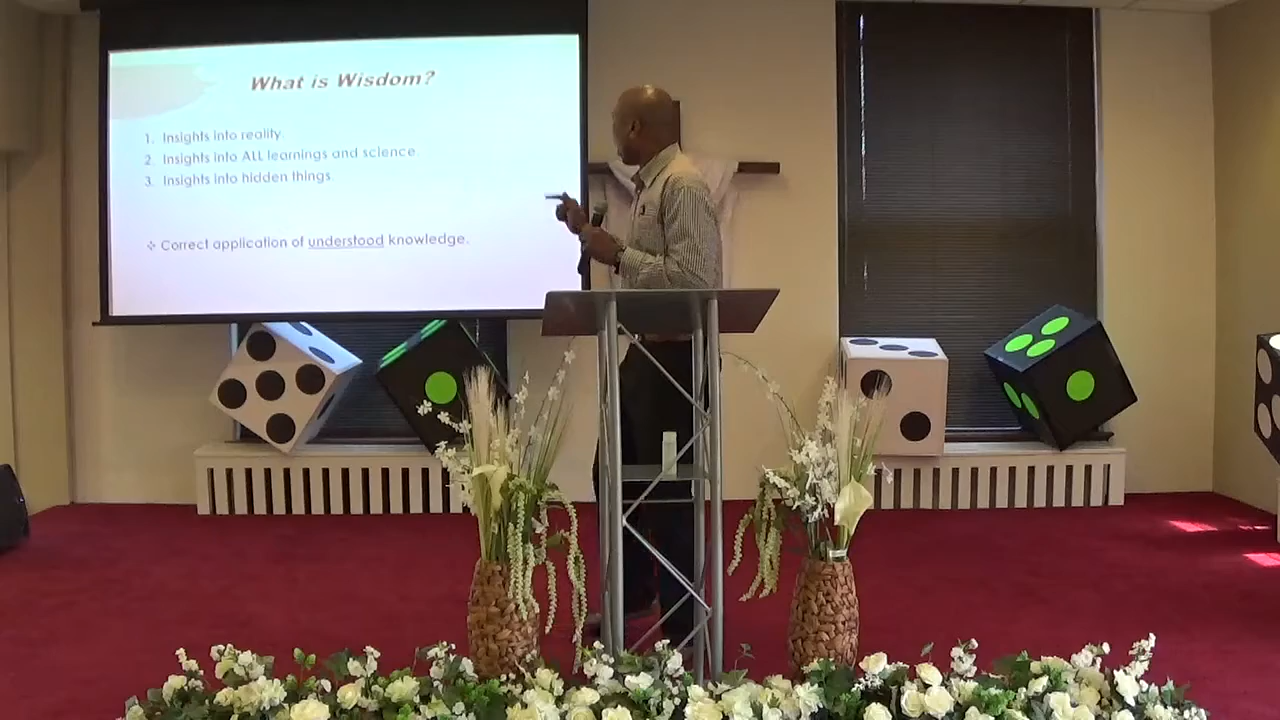 What is Wisdom?
1. Insights into reality.
2. Insights into ALL learnings and science.
3. Insights into hidden things.
❖ Correct application of understood knowledge.